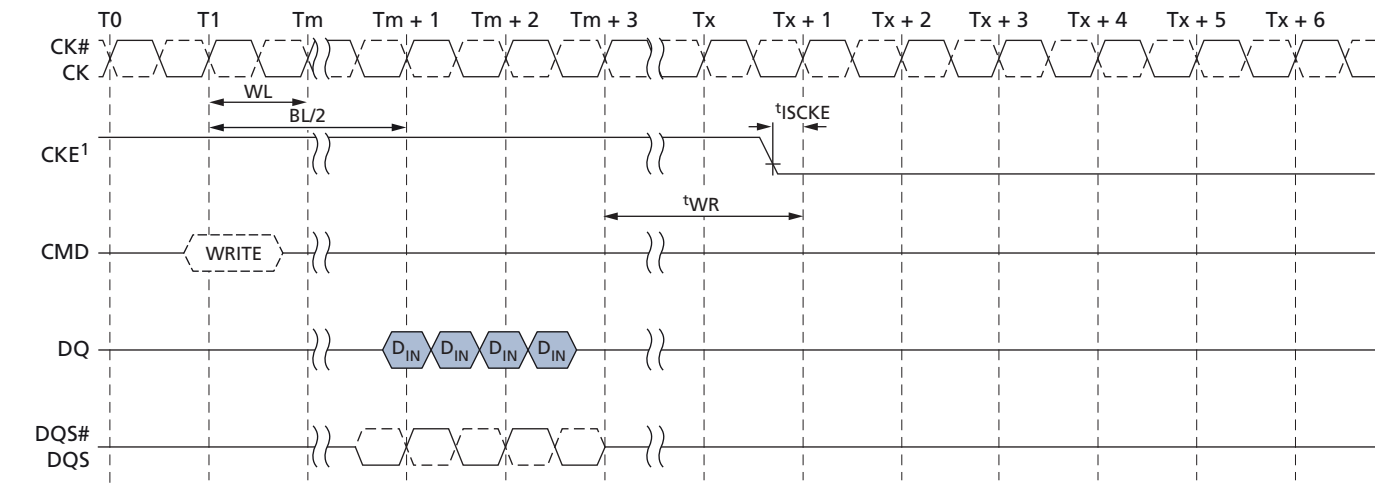 T0 T1 Tm Tm + 1 Tm + 2 Tm + 3 Tx Tx + 1 Tx + 2 Tx + 3 Tx + 4 Tx + 5 Tx + 6
CK#
CK
WL
BL/2
tISCKE
CKE1
tWR
CMD WRITE
DQ DIN DIN DIN DIN
DQS#
DQS